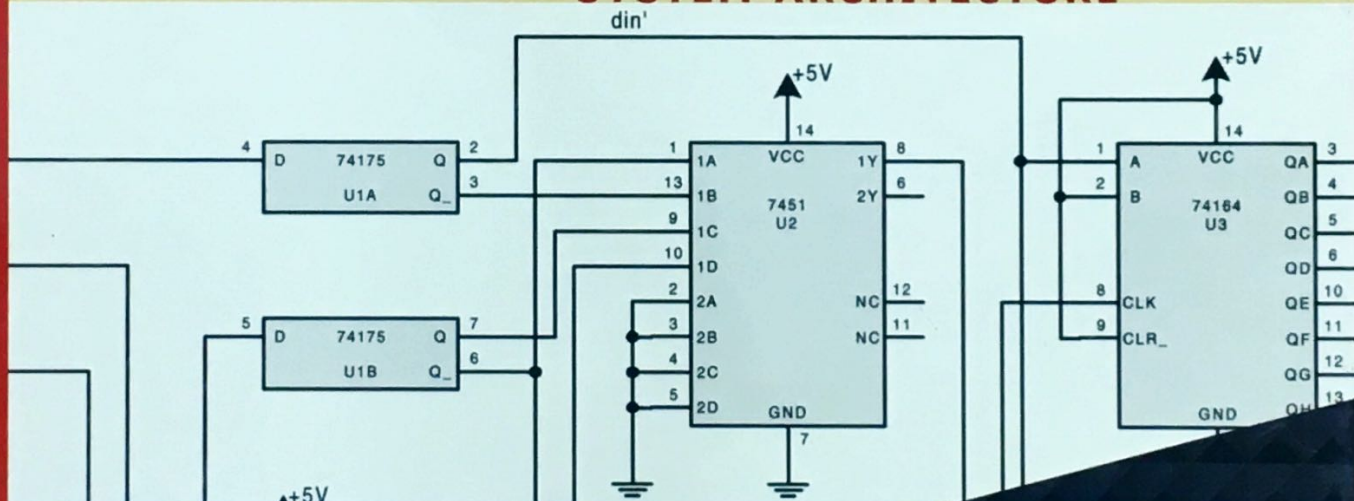 SYSTEM ARCHITECTURE
din'
+5V
+5V
4 D 74175 Q 2
U1A Q_ 3
5 D 74175 Q 7
U1B Q_ 6
14
VCC
7451
U2
1 1A
13 1B
9 1C
10 1D
2 2A
3 2B
4 2C
5 2D
1Y 8
2Y 6
NC 12
NC 11
GND
7
14
VCC
74164
U3
1 A
2 B
8 CLK
9 CLR_
QA 3
QB 4
QC 5
QD 6
QE 10
QF 11
QG 12
QH 13
GND
+5V